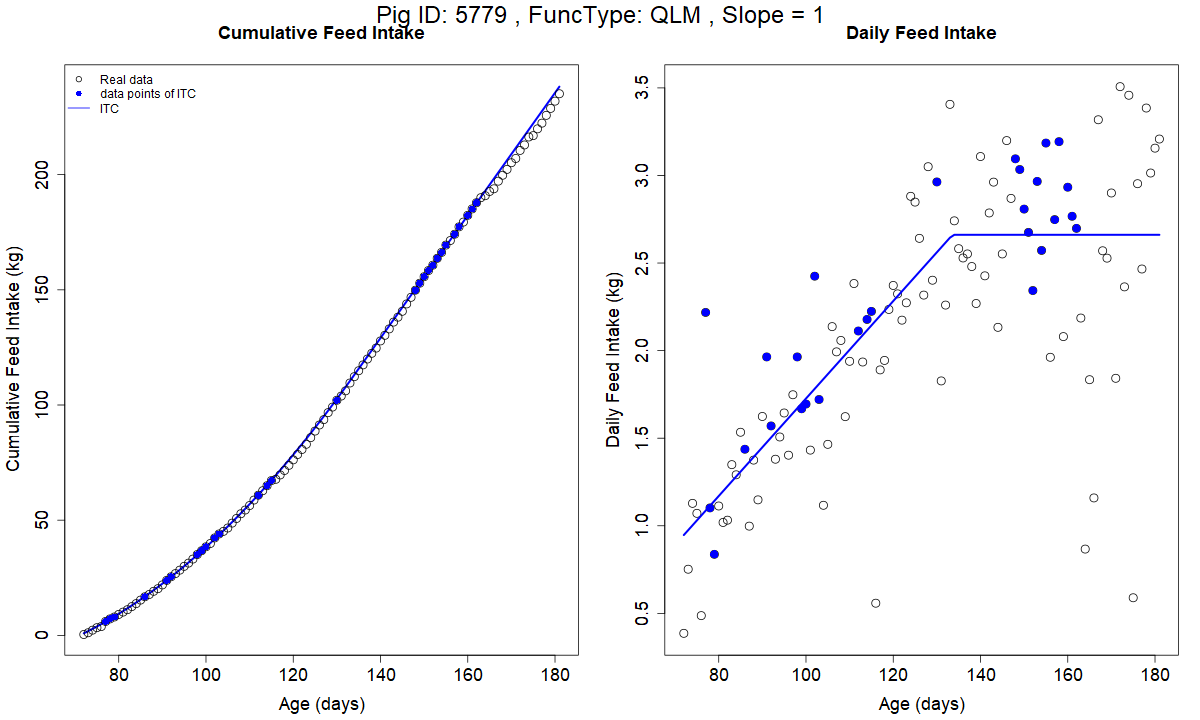 Pig ID: 5779 , FuncType: QLM , Slope = 1
Cumulative Feed Intake
Real data
data points of ITC
ITC
Cumulative Feed Intake (kg)
200
150
100
50
0
80 100 120 140 160 180
Age (days)
Daily Feed Intake
Daily Feed Intake (kg)
3.5
3.0
2.5
2.0
1.5
1.0
0.5
80 100 120 140 160 180
Age (days)